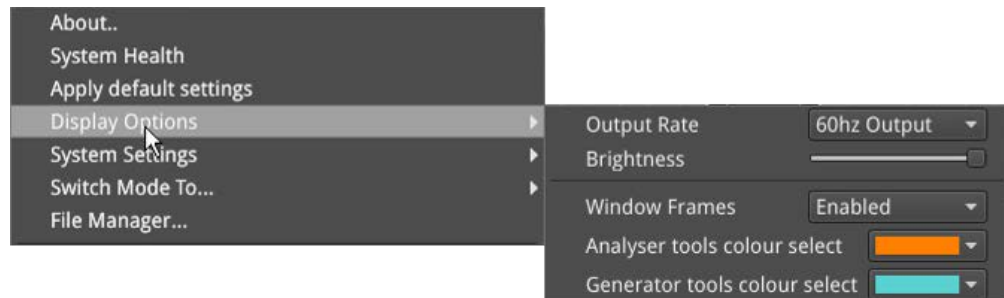 About..
System Health
Apply default settings
Display Options
System Settings
Switch Mode To...
File Manager...
Output Rate 60hz Output
Brightness
Window Frames Enabled
Analyser tools colour select
Generator tools colour select